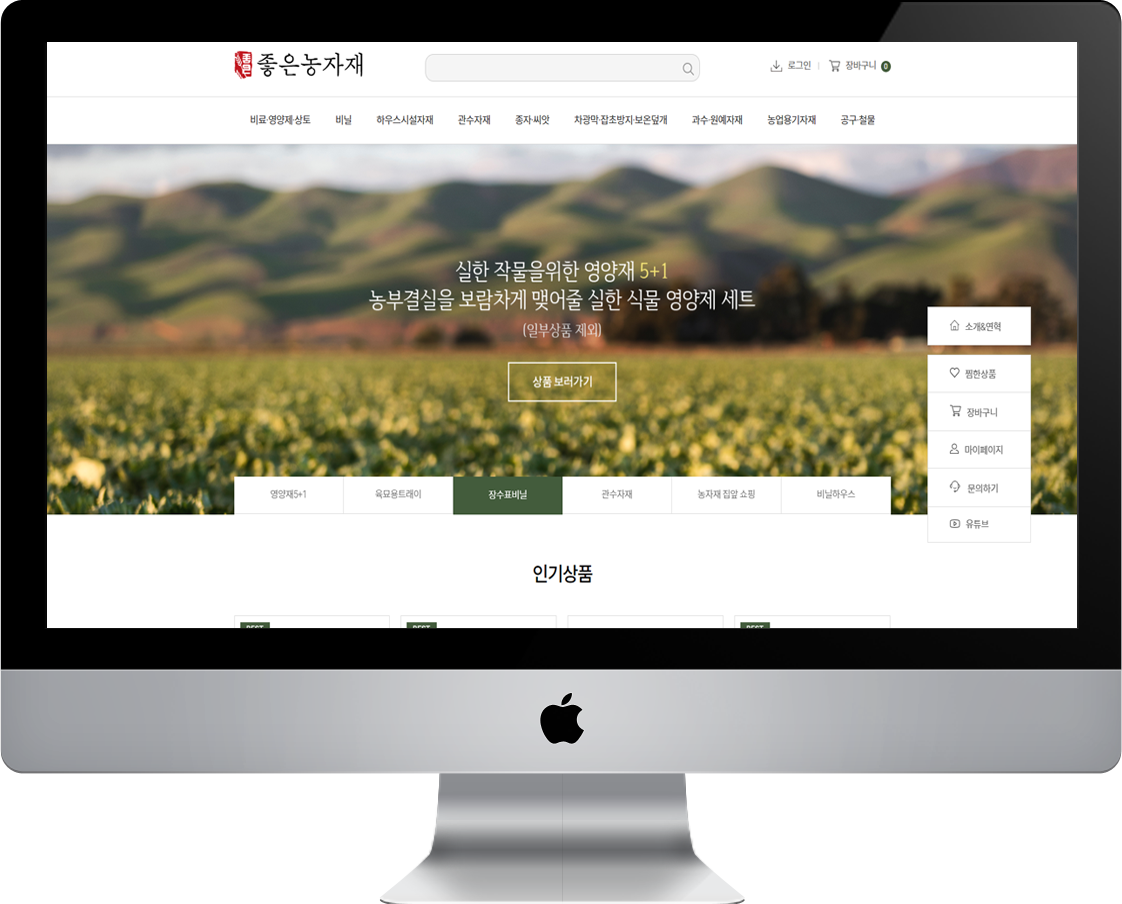 좋은 좋은농자재
로그인 장바구니 0
비료·영양제·상토 비닐 하우스시설자재 관수자재 종자·씨앗 차광막·잡초방지·보온덮개 과수·원예자재 농업용기자재 공구·철물
실한 작물을위한 영양재 5+1
농부결실을 보람차게 맺어줄 실한 식물 영양제 세트
(일부상품 제외)
상품 보러가기
소개&연혁
찜한상품
장바구니
마이페이지
문의하기
유튜브
영양재5+1 육묘용트레이 장수표비닐 관수자재 농자재 집앞 쇼핑 비닐하우스
인기상품
BEST BEST BEST